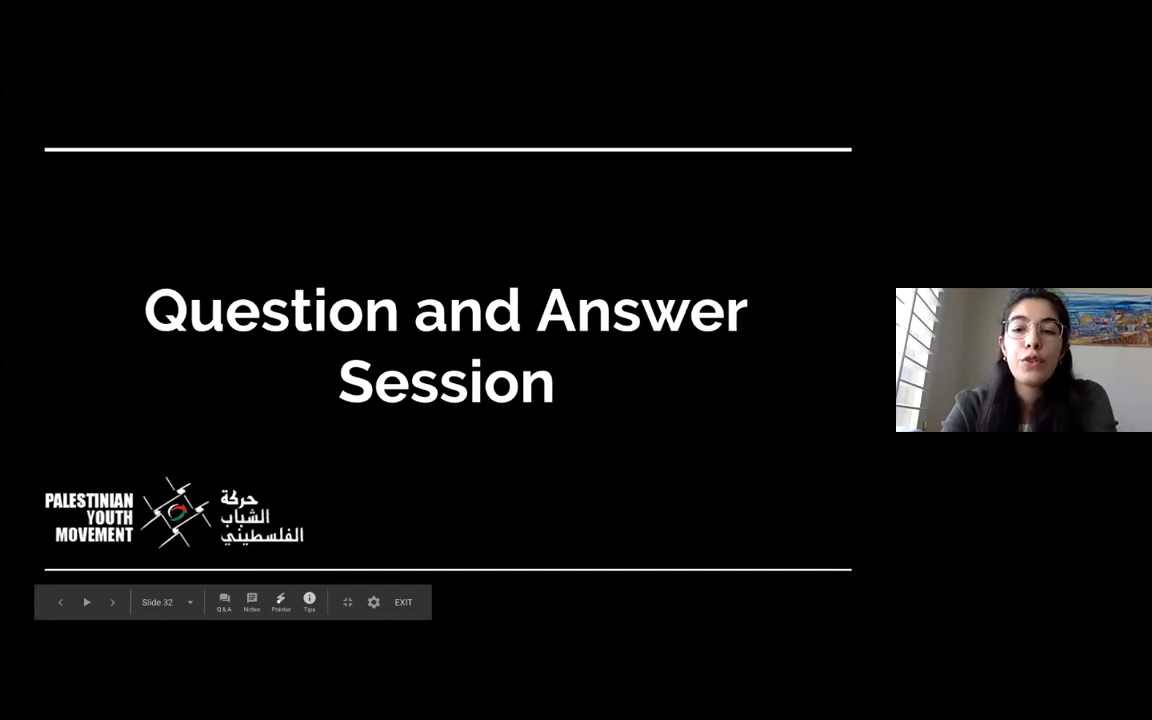 Question and Answer
Session
PALESTINIAN
YOUTH
MOVEMENT
حركة
الشباب
الفلسطيني
Slide 32
Q&A
Notes
Pointer
Tips
EXIT